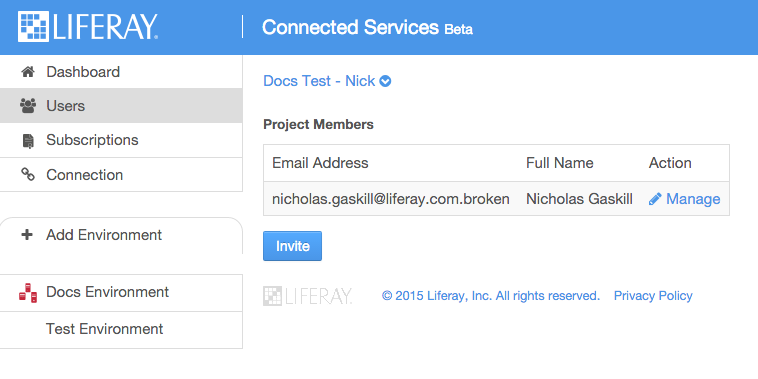 LIFERAY.
Connected Services Beta
Dashboard
Users
Subscriptions
Connection
Add Environment
Docs Environment
Test Environment
Docs Test - Nick
Project Members
Email Address Full Name Action
nicholas.gaskill@liferay.com.broken Nicholas Gaskill Manage
Invite
LIFERAY. © 2015 Liferay, Inc. All rights reserved. Privacy Policy